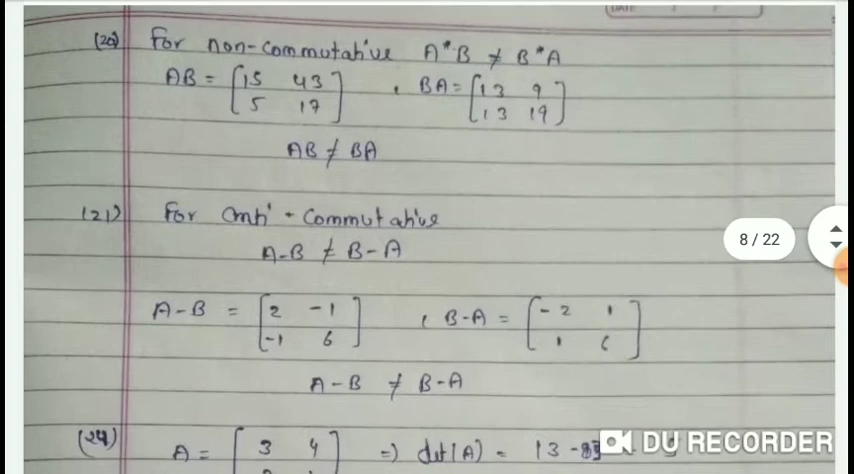 (20) For non-commutative A*B ≠ B*A
AB = [15 43 , BA = [13 9
5 17] 13 19]
AB ≠ BA
(21) For anti - Commutative
A-B ≠ B-A
8 / 22
A-B = [2 -1 , B-A = [-2 1
-1 6] 1 6]
A-B ≠ B-A
(24) A = [3 4] => det(A) = 13 -
DU RECORDER